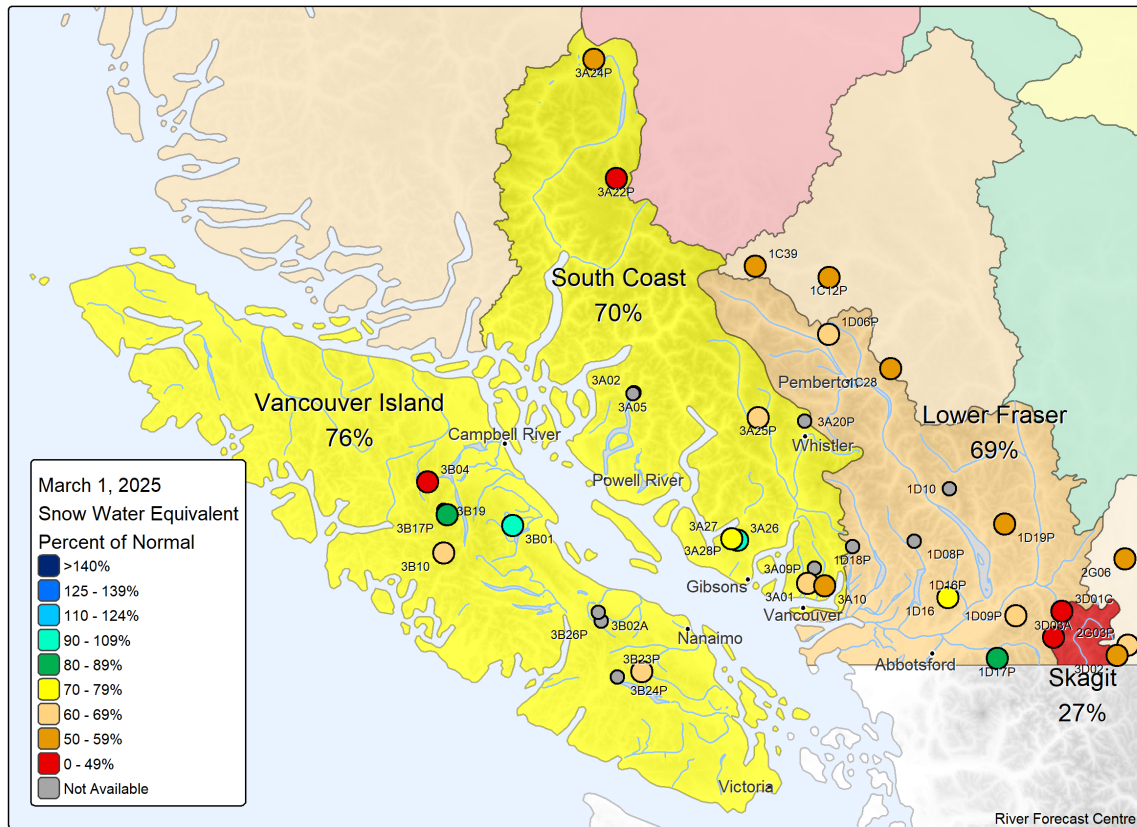 3A24P
3A22P
South Coast
70%
1C39
1C12P
1D06P
Pemberton
1C28
3A02
3A05
Vancouver Island
76%
Campbell River
3A25P
3A20P
Whistler
Lower Fraser
69%
3B04
Powell River
1D10
3B19
3B17P
3B01
3A27
3A26
3A28P
1D19P
1D08P
1D18P
3B10
3A09P
2G06
Gibsons
3A01
3A10
1D16P
1D16
3D01C
Vancouver
1D09P
3D03A
2G03P
3B02A
3B26P
Nanaimo
3B23P
3B24P
Abbotsford
1D17P
3D02
Skagit
27%
Victoria
March 1, 2025
Snow Water Equivalent
Percent of Normal
>140%
125 - 139%
110 - 124%
90 - 109%
80 - 89%
70 - 79%
60 - 69%
50 - 59%
0 - 49%
Not Available
River Forecast Centre